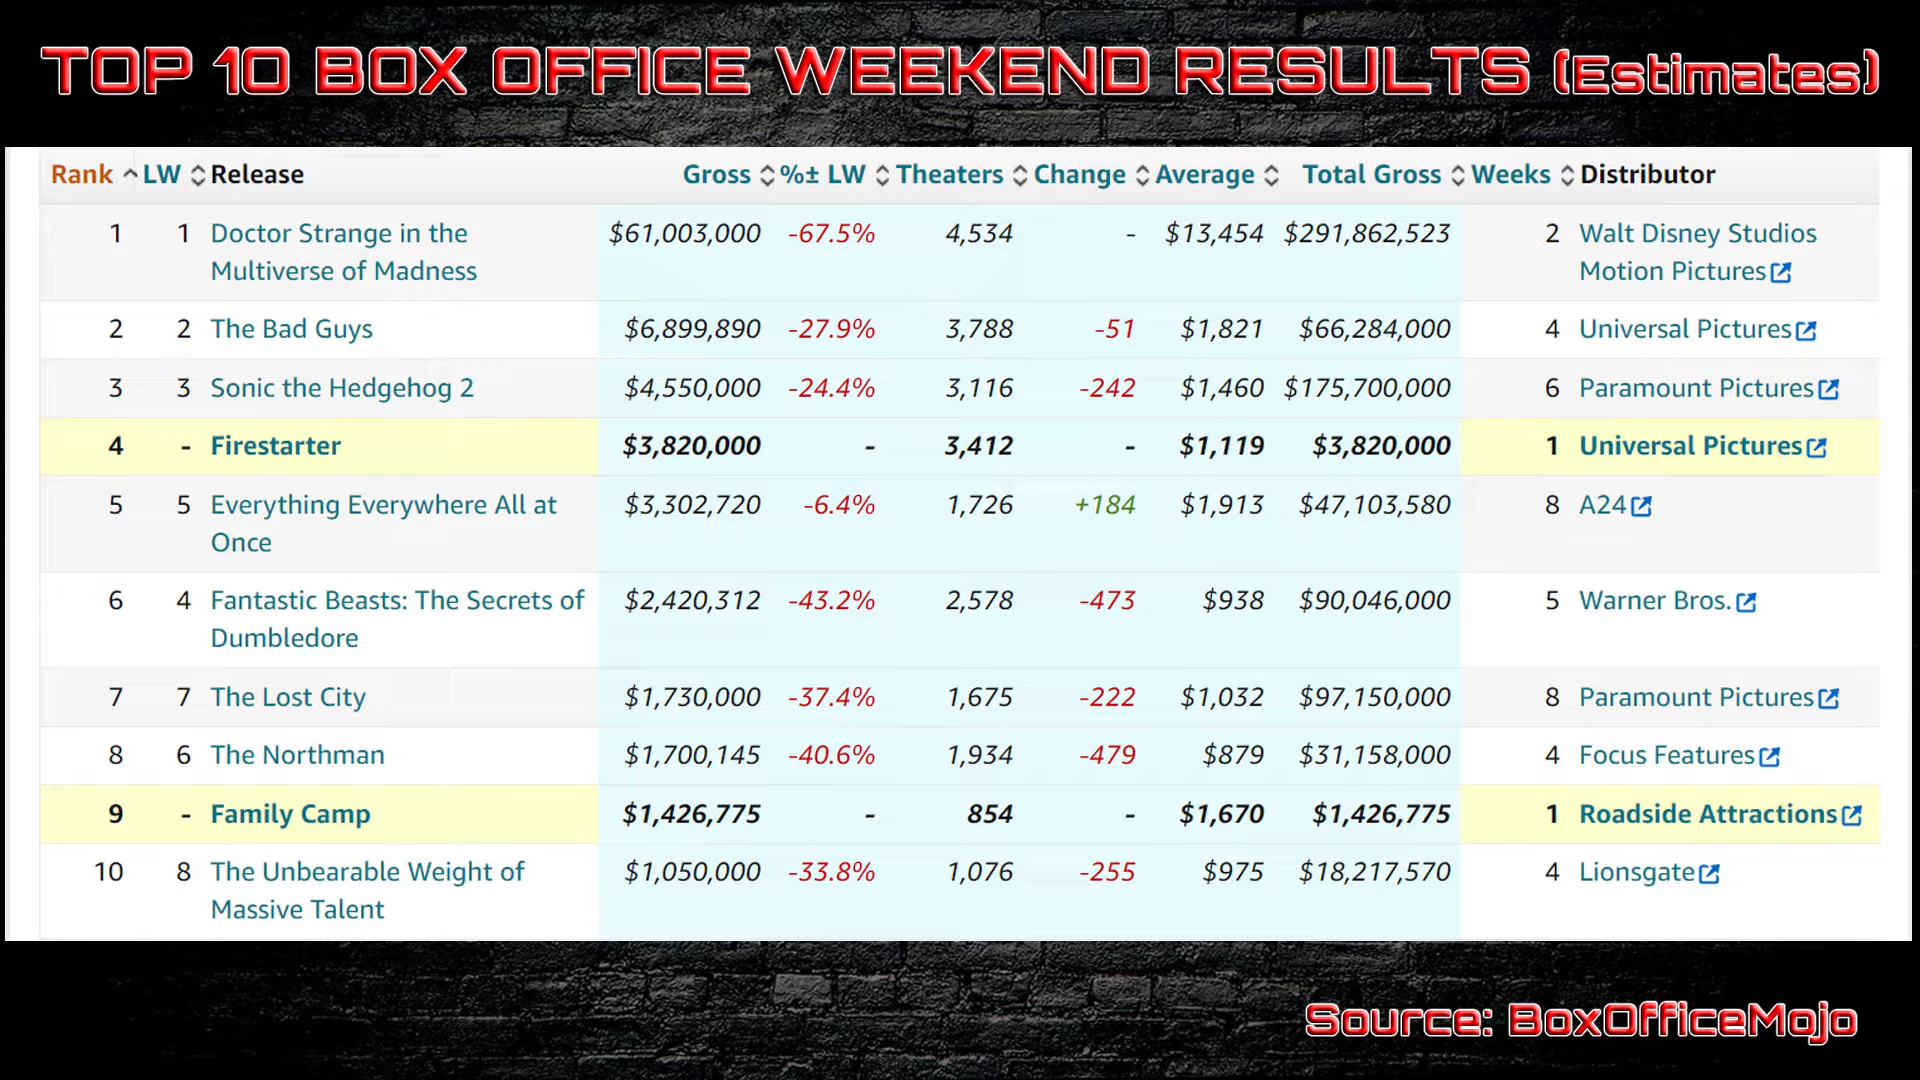 TOP 10 BOX OFFICE WEEKEND RESULTS (Estimates)
Rank LW Release Gross %± LW Theaters Change Average Total Gross Weeks Distributor
1 1 Doctor Strange in the $61,003,000 -67.5% 4,534 - $13,454 $291,862,523 2 Walt Disney Studios
Multiverse of Madness Motion Pictures
2 2 The Bad Guys $6,899,890 -27.9% 3,788 -51 $1,821 $66,284,000 4 Universal Pictures
3 3 Sonic the Hedgehog 2 $4,550,000 -24.4% 3,116 -242 $1,460 $175,700,000 6 Paramount Pictures
4 - Firestarter $3,820,000 - 3,412 - $1,119 $3,820,000 1 Universal Pictures
5 5 Everything Everywhere All at $3,302,720 -6.4% 1,726 +184 $1,913 $47,103,580 8 A24
Once
6 4 Fantastic Beasts: The Secrets of $2,420,312 -43.2% 2,578 -473 $938 $90,046,000 5 Warner Bros.
Dumbledore
7 7 The Lost City $1,730,000 -37.4% 1,675 -222 $1,032 $97,150,000 8 Paramount Pictures
8 6 The Northman $1,700,145 -40.6% 1,934 -479 $879 $31,158,000 4 Focus Features
9 - Family Camp $1,426,775 - 854 - $1,670 $1,426,775 1 Roadside Attractions
10 8 The Unbearable Weight of $1,050,000 -33.8% 1,076 -255 $975 $18,217,570 4 Lionsgate
Massive Talent
Source: BoxOfficeMojo